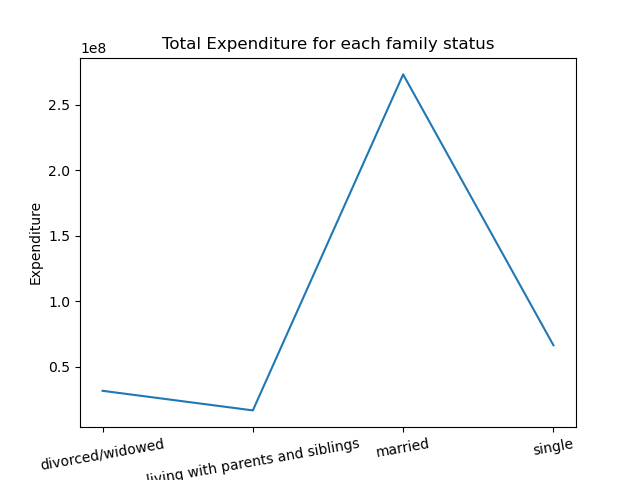 Total Expenditure for each family status
1e8
2.5
2.0
1.5
1.0
0.5
Expenditure
divorced/widowed
living with parents and siblings
married
single